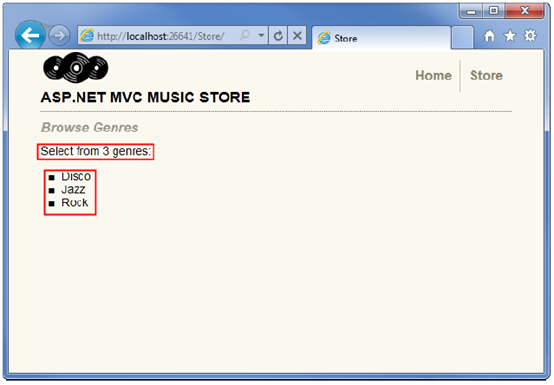 http://localhost:26641/Store/
Store
Home
Store
ASP.NET MVC MUSIC STORE
Browse Genres
Select from 3 genres:
Disco
Jazz
Rock